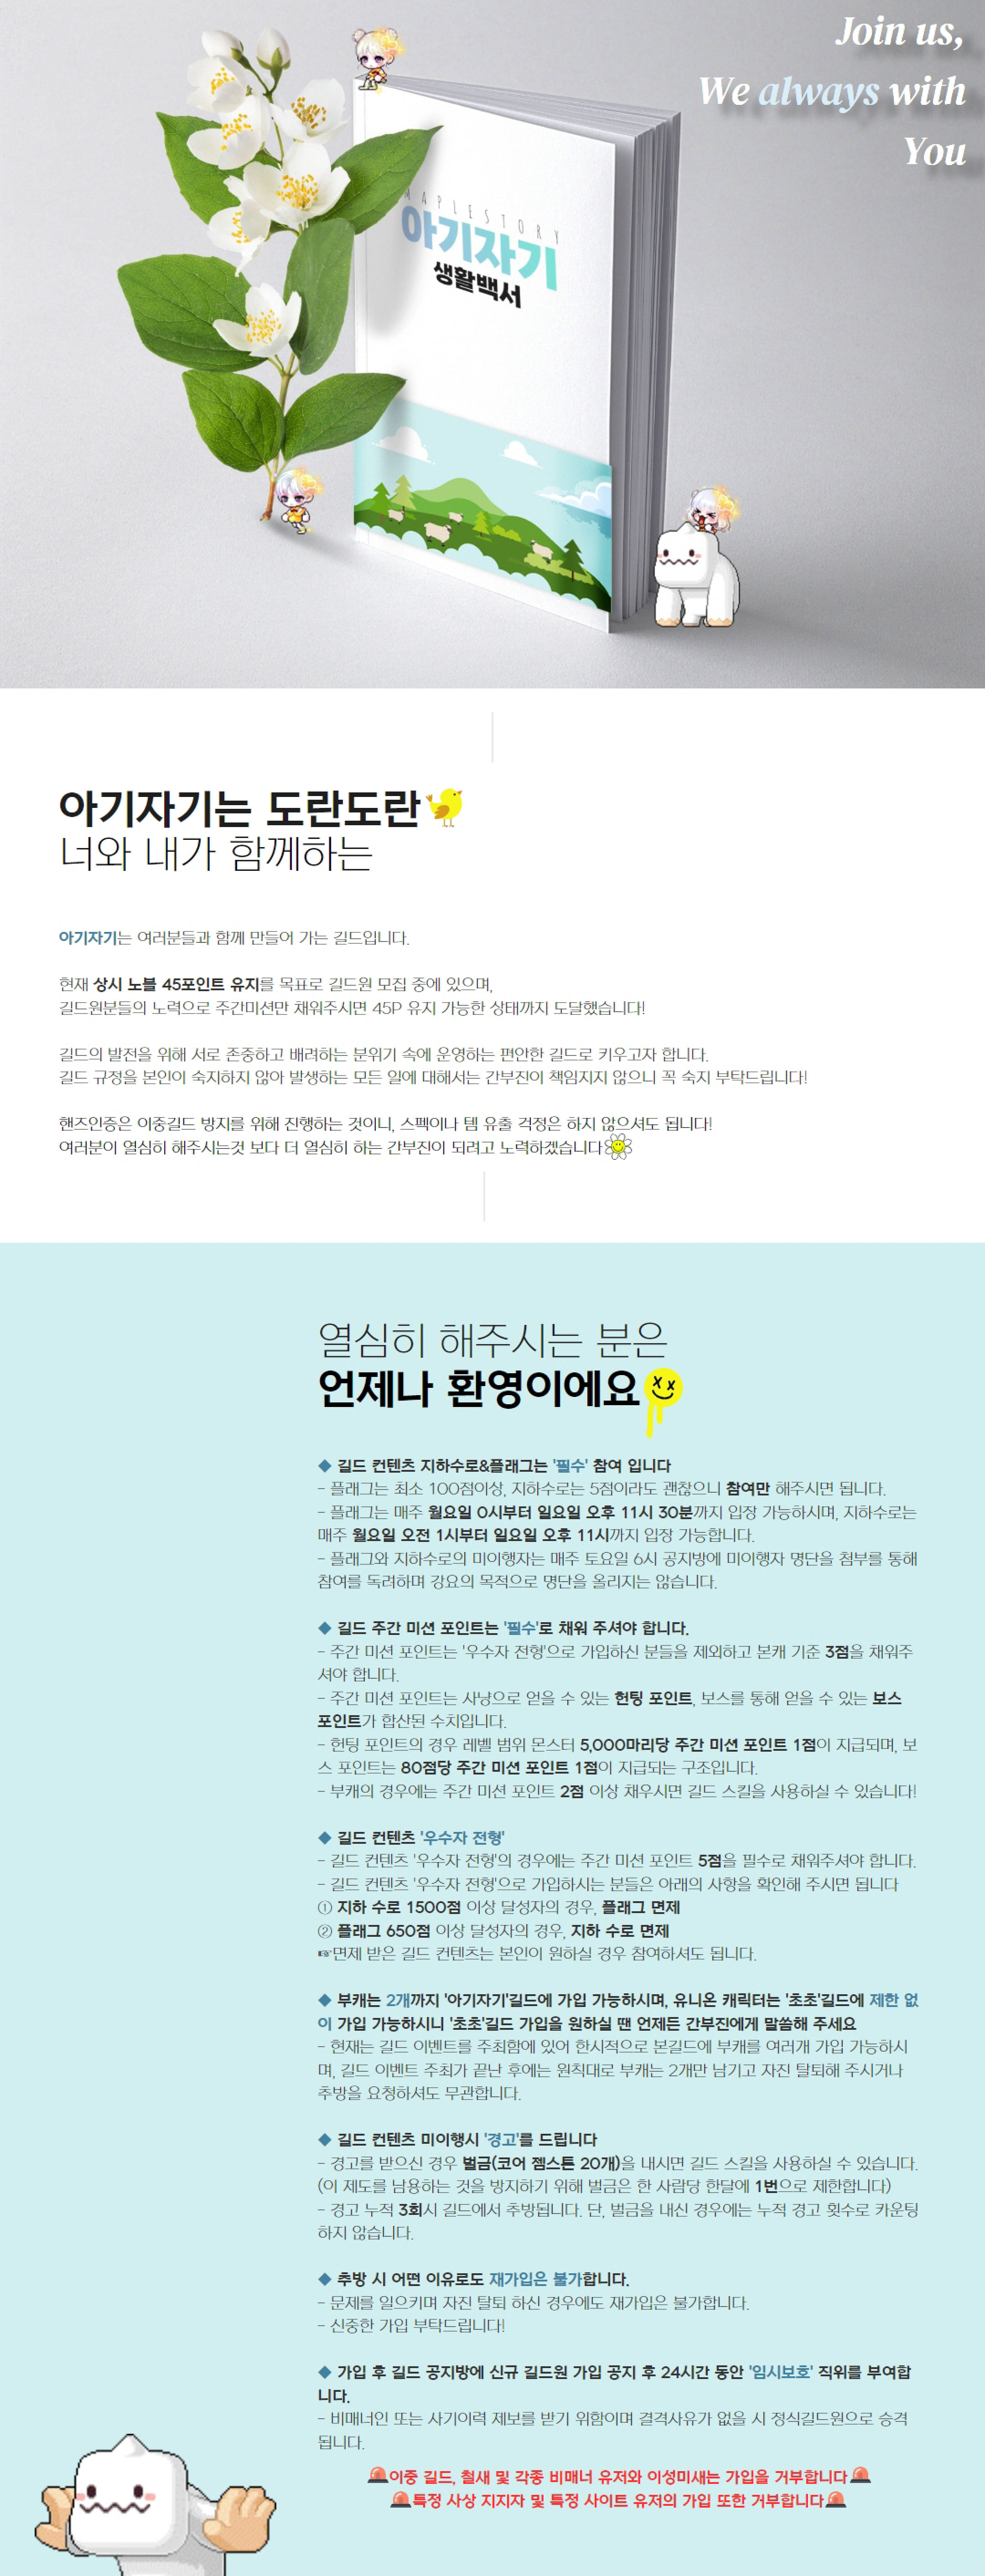 Join us,
We always with
You
MAPLESTORY
아기자기
생활백서
아기자기는 도란도란
너와 내가 함께하는
아기자기는 여러분들과 함께 만들어 가는 길드입니다.
현재 상시 노블 45포인트 유지를 목표로 길드원 모집 중에 있으며,
길드원분들의 노력으로 주간미션만 채워주시면 45P 유지 가능한 상태까지 도달했습니다!
길드의 발전을 위해 서로 존중하고 배려하는 분위기 속에 운영하는 편안한 길드로 키우고자 합니다.
길드 규정을 본인이 숙지하지 않아 발생하는 모든 일에 대해서는 간부진이 책임지지 않으니 꼭 숙지 부탁드립니다!
핸즈인증은 이중길드 방지를 위해 진행하는 것이니, 스펙이나 템 유출 걱정은 하지 않으셔도 됩니다!
여러분이 열심히 해주시는것 보다 더 열심히 하는 간부진이 되려고 노력하겠습니다
열심히 해주시는 분은
언제나 환영이에요
◆ 길드 컨텐츠 지하수로&플래그는 '필수' 참여 입니다
- 플래그는 최소 100점이상, 지하수로는 5점이라도 괜찮으니 참여만 해주시면 됩니다.
- 플래그는 매주 월요일 0시부터 일요일 오후 11시 30분까지 입장 가능하시며, 지하수로는
매주 월요일 오전 1시부터 일요일 오후 11시까지 입장 가능합니다.
- 플래그와 지하수로의 미이행자는 매주 토요일 6시 공지방에 미이행자 명단을 첨부를 통해
참여를 독려하며 강요의 목적으로 명단을 올리지는 않습니다.
◆ 길드 주간 미션 포인트는 '필수'로 채워 주셔야 합니다.
- 주간 미션 포인트는 '우수자 전형'으로 가입하신 분들을 제외하고 본캐 기준 3점을 채워주
셔야 합니다.
- 주간 미션 포인트는 사냥으로 얻을 수 있는 헌팅 포인트, 보스를 통해 얻을 수 있는 보스
포인트가 합산된 수치입니다.
- 헌팅 포인트의 경우 레벨 범위 몬스터 5,000마리당 주간 미션 포인트 1점이 지급되며, 보
스 포인트는 80점당 주간 미션 포인트 1점이 지급되는 구조입니다.
- 부캐의 경우에는 주간 미션 포인트 2점 이상 채우시면 길드 스킬을 사용하실 수 있습니다!
◆ 길드 컨텐츠 '우수자 전형'
- 길드 컨텐츠 '우수자 전형'의 경우에는 주간 미션 포인트 5점을 필수로 채워주셔야 합니다.
- 길드 컨텐츠 '우수자 전형'으로 가입하시는 분들은 아래의 사항을 확인해 주시면 됩니다
① 지하 수로 1500점 이상 달성자의 경우, 플래그 면제
② 플래그 650점 이상 달성자의 경우, 지하 수로 면제
☞면제 받은 길드 컨텐츠는 본인이 원하실 경우 참여하셔도 됩니다.
◆ 부캐는 2개까지 '아기자기'길드에 가입 가능하시며, 유니온 캐릭터는 '초초'길드에 제한 없
이 가입 가능하시니 '초초'길드 가입을 원하실 땐 언제든 간부진에게 말씀해 주세요
- 현재는 길드 이벤트를 주최함에 있어 한시적으로 본길드에 부캐를 여러개 가입 가능하시
며, 길드 이벤트 주최가 끝난 후에는 원칙대로 부캐는 2개만 남기고 자진 탈퇴해 주시거나
추방을 요청하셔도 무관합니다.
◆ 길드 컨텐츠 미이행시 '경고'를 드립니다
- 경고를 받으신 경우 벌금(코어 젬스톤 20개)을 내시면 길드 스킬을 사용하실 수 있습니다.
(이 제도를 남용하는 것을 방지하기 위해 벌금은 한 사람당 한달에 1번으로 제한합니다)
- 경고 누적 3회시 길드에서 추방됩니다. 단, 벌금을 내신 경우에는 누적 경고 횟수로 카운팅
하지 않습니다.
◆ 추방 시 어떤 이유로도 재가입은 불가합니다.
- 문제를 일으키며 자진 탈퇴 하신 경우에도 재가입은 불가합니다.
- 신중한 가입 부탁드립니다!
◆ 가입 후 길드 공지방에 신규 길드원 가입 공지 후 24시간 동안 '임시보호' 직위를 부여합
니다.
- 비매너인 또는 사기이력 제보를 받기 위함이며 결격사유가 없을 시 정식길드원으로 승격
됩니다.
이중 길드, 철새 및 각종 비매너 유저와 이성미새는 가입을 거부합니다
특정 사상 지지자 및 특정 사이트 유저의 가입 또한 거부합니다